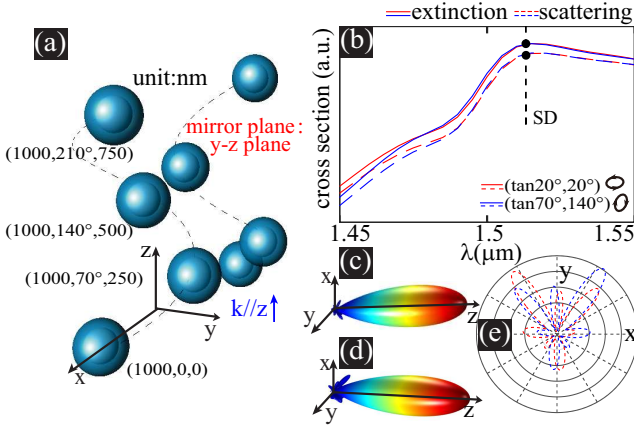 (a)
unit:nm
mirror plane:
y-z plane
(1000,210°,750)
(1000,140°,500)
(1000,70°,250)
(1000,0,0)
z
y
x
k//z
extinction
scattering
(b)
cross section (a.u.)
SD
(tan20°,20°)
(tan70°,140°)
1.45
1.5
1.55
λ(μm)
(c)
x
y
z
(d)
x
y
z
(e)
y
x